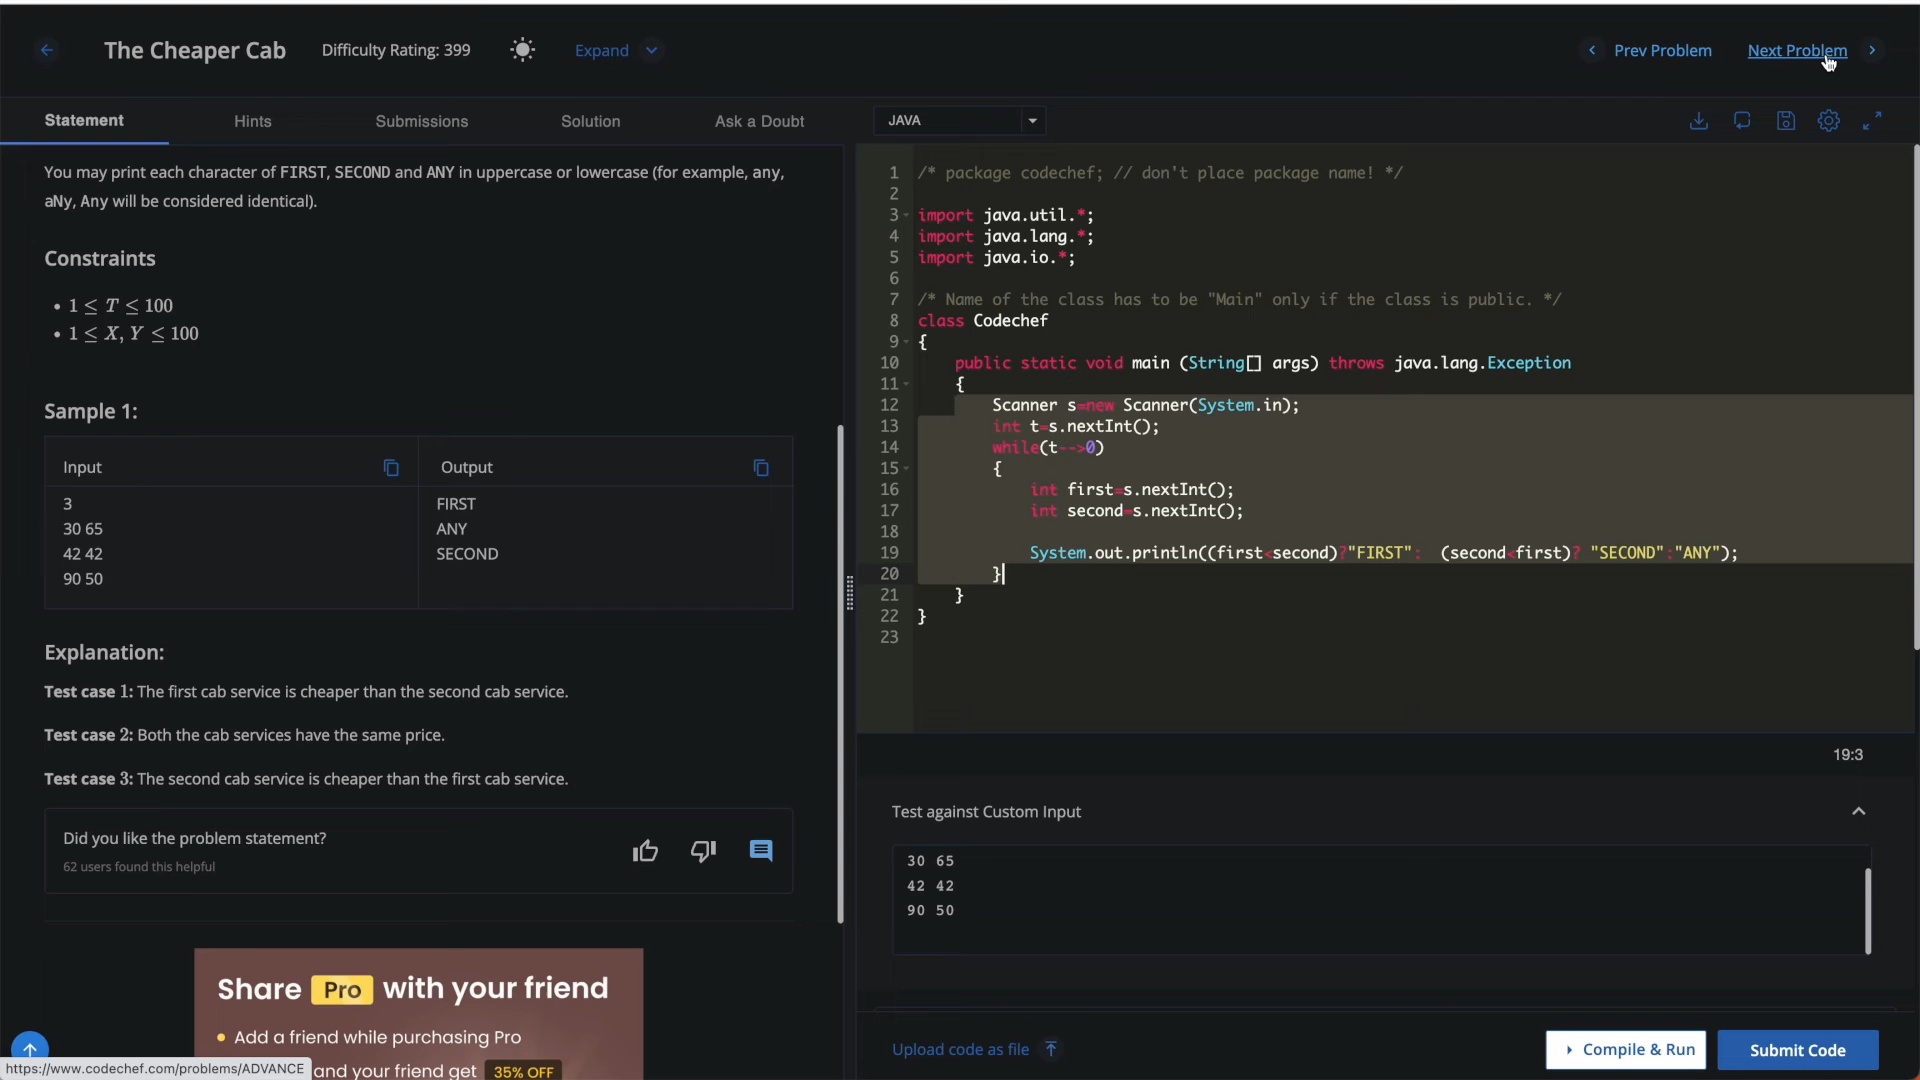 The Cheaper Cab
Difficulty Rating: 399
Expand
Prev Problem
Next Problem
Statement
Hints
Submissions
Solution
Ask a Doubt
You may print each character of FIRST, SECOND and ANY in uppercase or lowercase (for example, any,
aNy, Any will be considered identical).
Constraints
• 1 ≤ T ≤ 100
• 1 ≤ X, Y ≤ 100
Sample 1:
Input
Output
3
30 65
42 42
90 50
FIRST
ANY
SECOND
Explanation:
Test case 1: The first cab service is cheaper than the second cab service.
Test case 2: Both the cab services have the same price.
Test case 3: The second cab service is cheaper than the first cab service.
Did you like the problem statement?
62 users found this helpful
Share Pro with your friend
• Add a friend while purchasing Pro
and your friend get 35% OFF
https://www.codechef.com/problems/ADVANCE
JAVA
1 /* package codechef; // don't place package name! */
2
3 import java.util.*;
4 import java.lang.*;
5 import java.io.*;
6
7 /* Name of the class has to be "Main" only if the class is public. */
8 class Codechef
9 {
10 public static void main (String[] args) throws java.lang.Exception
11 {
12 Scanner s=new Scanner(System.in);
13 int t=s.nextInt();
14 while(t-->0)
15 {
16 int first=s.nextInt();
17 int second=s.nextInt();
18
19 System.out.println((first<second)?"FIRST": (second<first)? "SECOND":"ANY");
20 }
21 }
22 }
23
19:3
Test against Custom Input
30 65
42 42
90 50
Upload code as file
Compile & Run
Submit Code